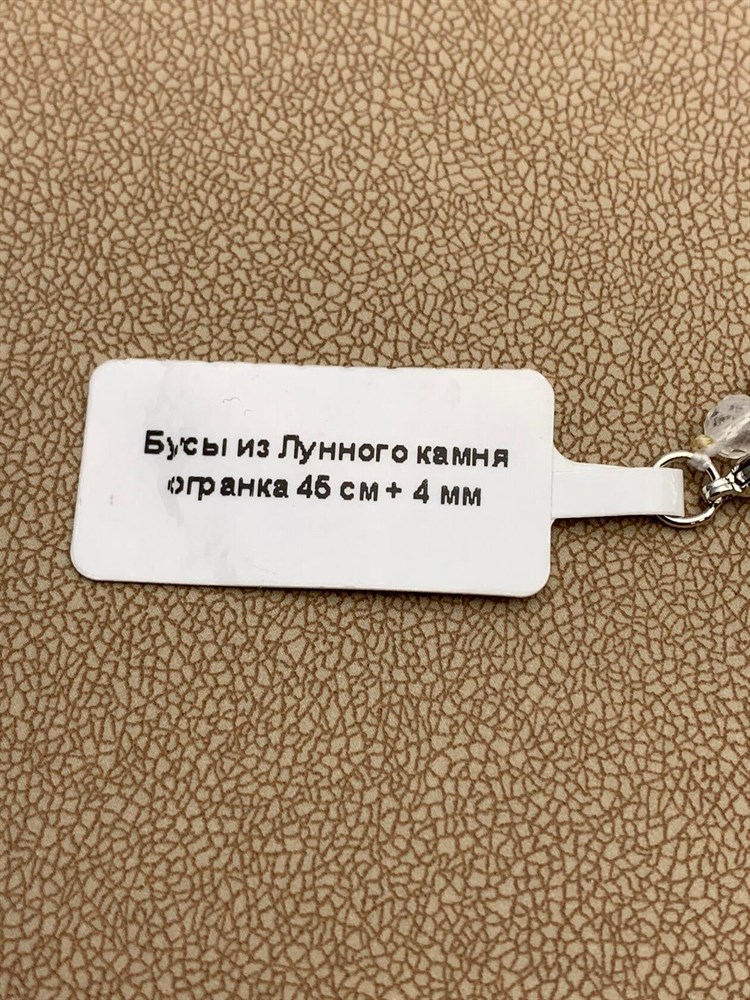 Бусы из Лунного камня
огранка 45 см+ 4 мм